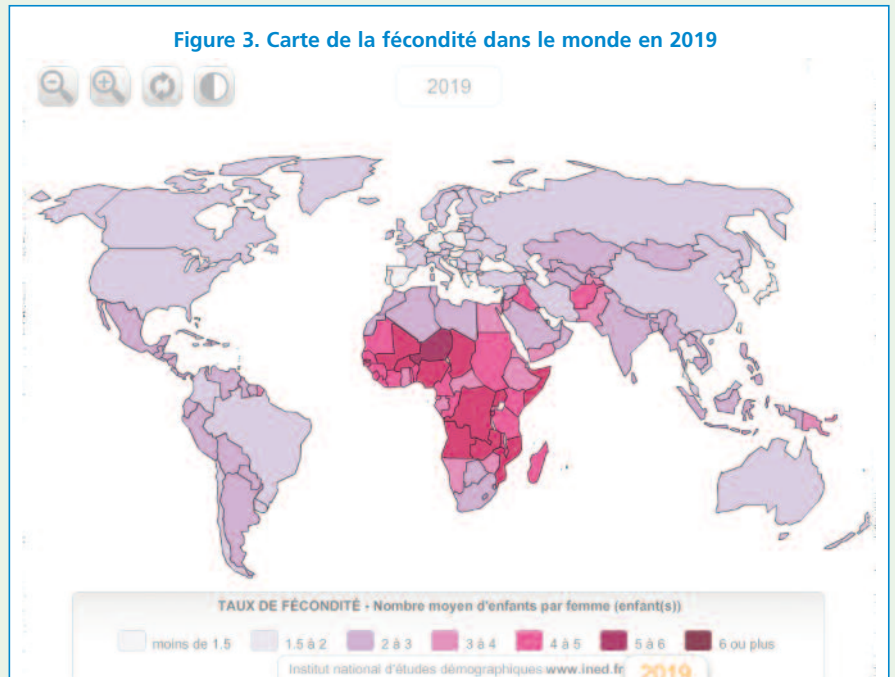 Figure 3. Carte de la fécondité dans le monde en 2019
2019
TAUX DE FÉCONDITÉ - Nombre moyen d'enfants par femme (enfant(s))
moins de 1.5 1.5 à 2 2 à 3 3 à 4 4 à 5 5 à 6 6 ou plus
Institut national d'études démographiques www.ined.fr 2019